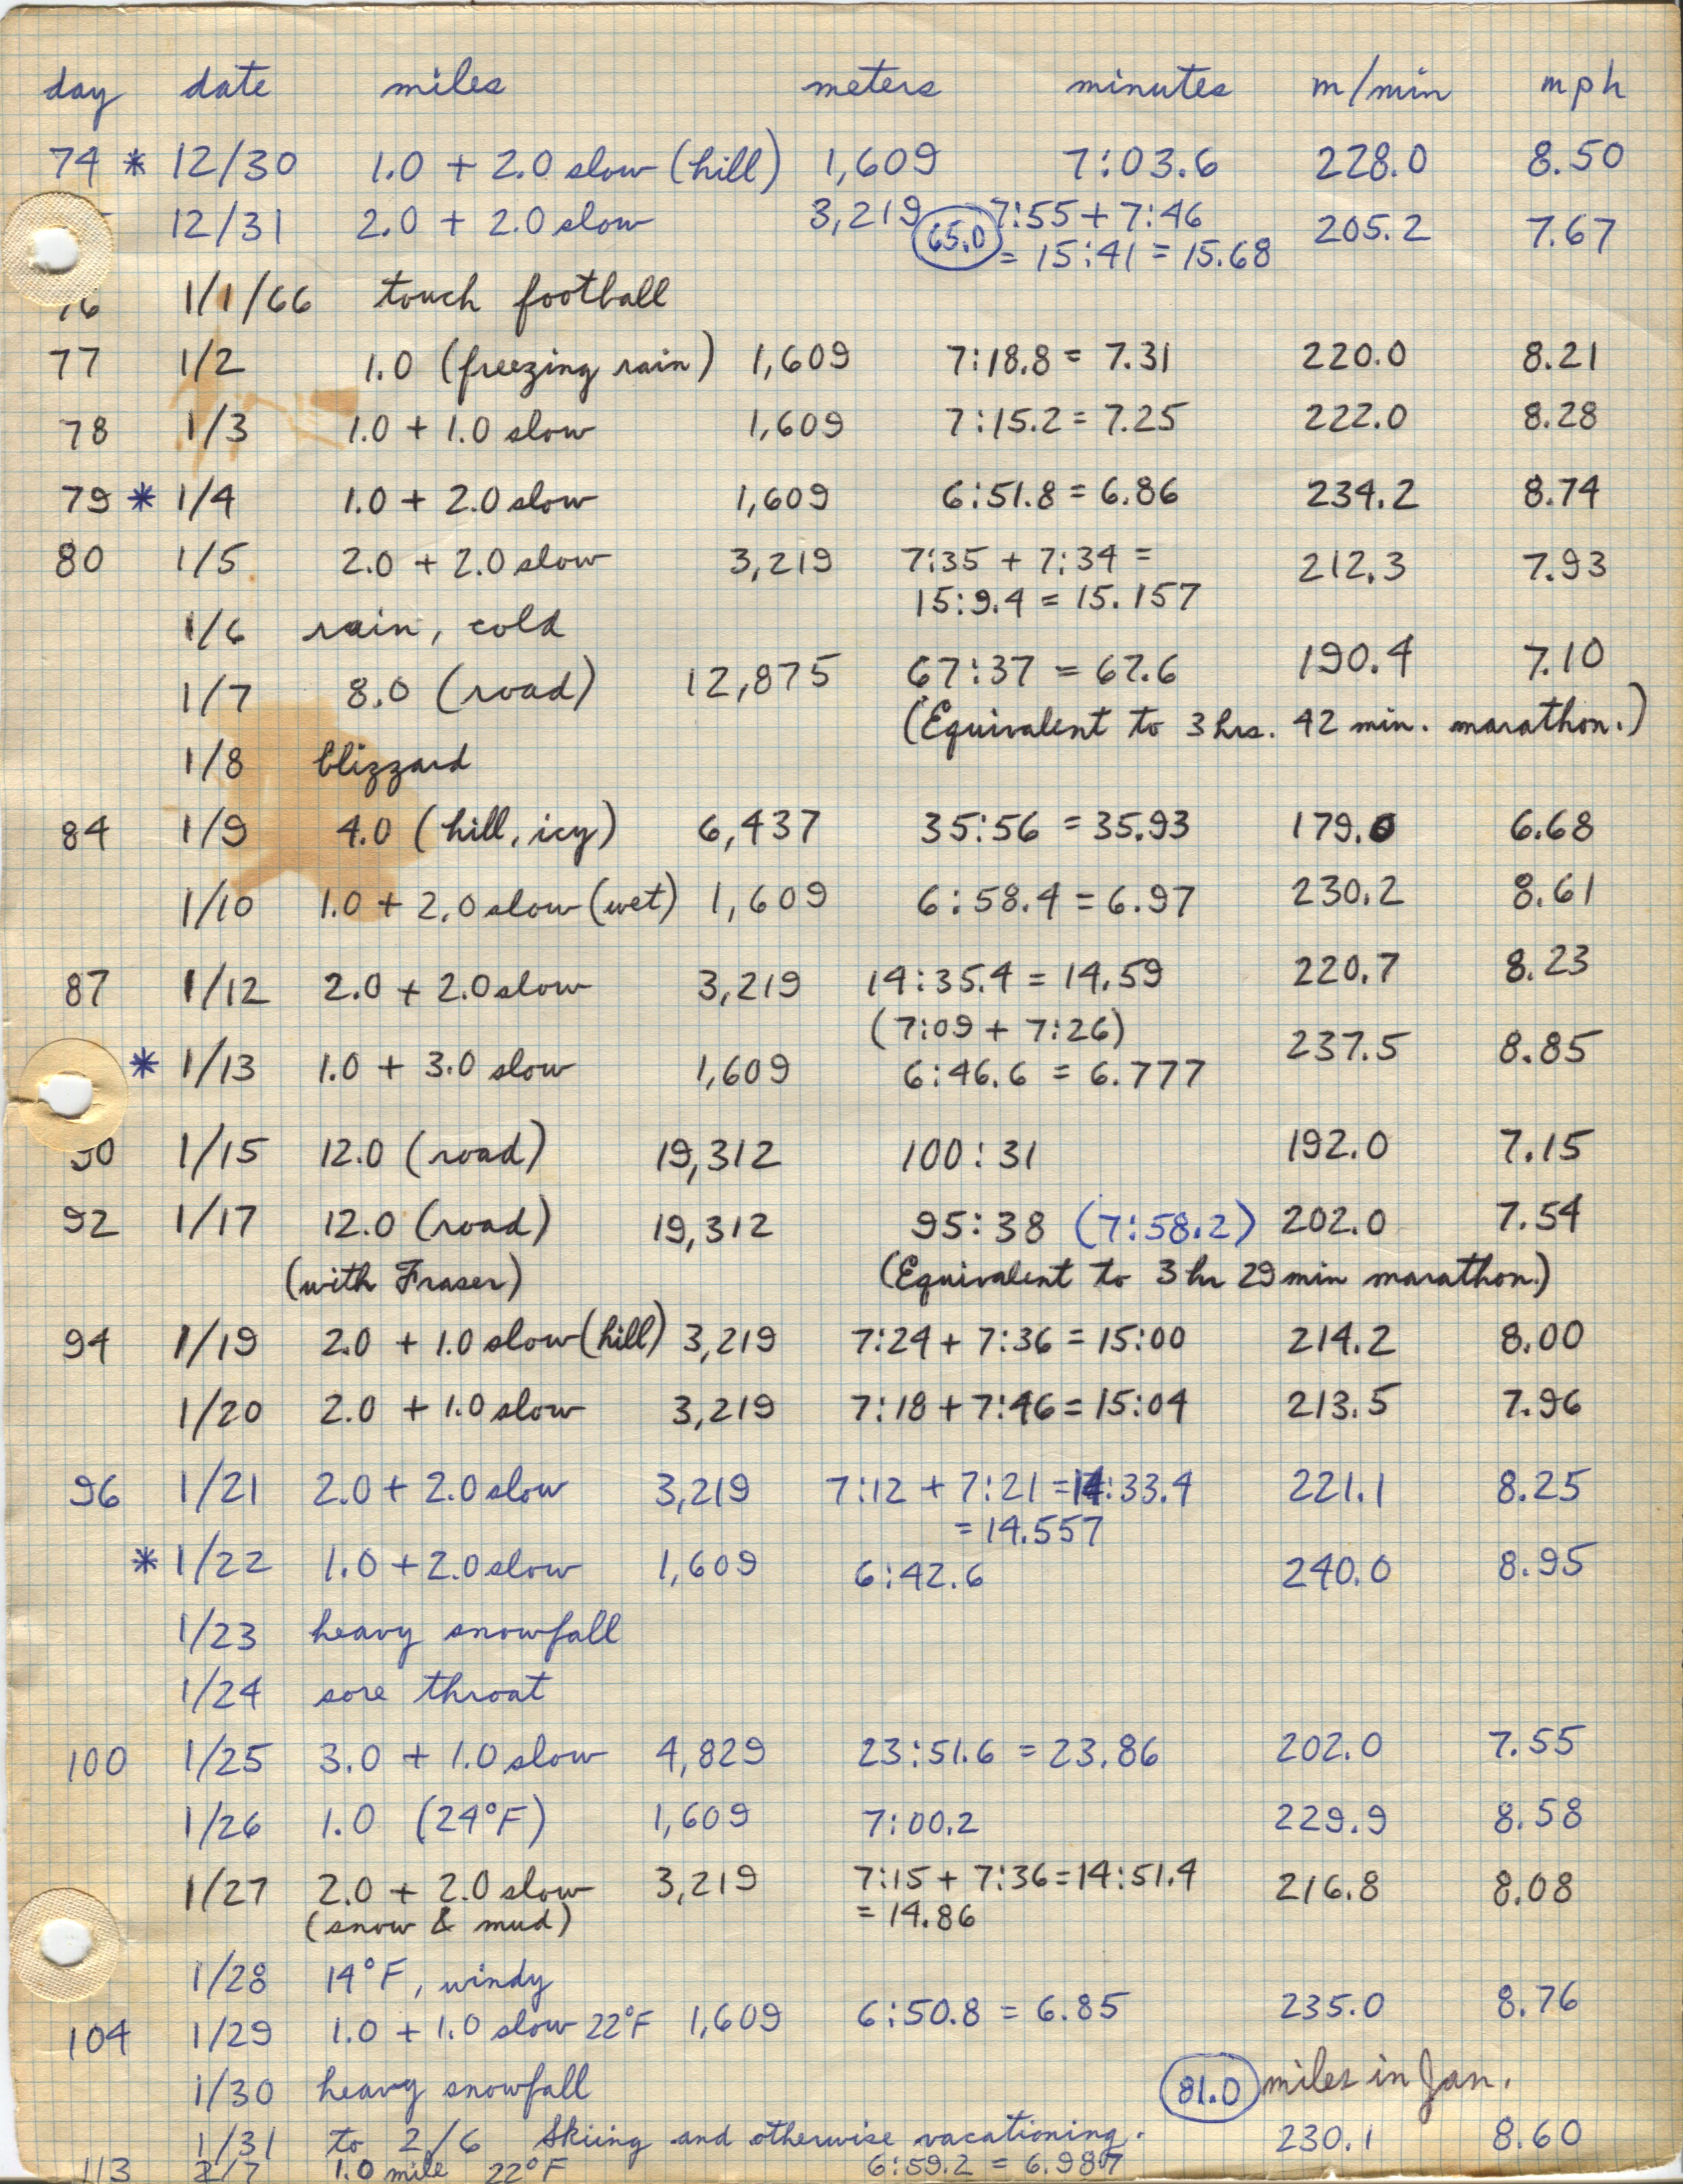 day date miles meters minutes m/min mph
74 * 12/30 1.0 + 2.0 slow (hill) 1,609 7:03.6 228.0 8.50
12/31 2.0 + 2.0 slow 3,219 65.0 7:55 + 7:46 205.2 7.67
= 15:41 = 15.68
76 1/1/66 touch football
77 1/2 1.0 (freezing rain) 1,609 7:18.8 = 7.31 220.0 8.21
78 1/3 1.0 + 1.0 slow 1,609 7:15.2 = 7.25 222.0 8.28
79 * 1/4 1.0 + 2.0 slow 1,609 6:51.8 = 6.86 234.2 8.74
80 1/5 2.0 + 2.0 slow 3,219 7:35 + 7:34 = 212.3 7.93
15:9.4 = 15.157
1/6 rain, cold
1/7 8.0 (road) 12,875 67:37 = 67.6 190.4 7.10
(Equivalent to 3 hrs. 42 min. marathon.)
1/8 blizzard
84 1/9 4.0 (hill, icy) 6,437 35:56 = 35.93 179.0 6.68
1/10 1.0 + 2.0 slow (wet) 1,609 6:58.4 = 6.97 230.2 8.61
87 1/12 2.0 + 2.0 slow 3,219 14:35.4 = 14.59 220.7 8.23
(7:09 + 7:26)
* 1/13 1.0 + 3.0 slow 1,609 6:46.6 = 6.777 237.5 8.85
90 1/15 12.0 (road) 19,312 100:31 192.0 7.15
92 1/17 12.0 (road) 19,312 95:38 (7:58.2) 202.0 7.54
(with Fraser) (Equivalent to 3 hr 29 min marathon.)
94 1/19 2.0 + 1.0 slow (hill) 3,219 7:24 + 7:36 = 15:00 214.2 8.00
1/20 2.0 + 1.0 slow 3,219 7:18 + 7:46 = 15:04 213.5 7.96
96 1/21 2.0 + 2.0 slow 3,219 7:12 + 7:21 = 14:33.4 221.1 8.25
= 14.557
* 1/22 1.0 + 2.0 slow 1,609 6:42.6 240.0 8.95
1/23 heavy snowfall
1/24 sore throat
100 1/25 3.0 + 1.0 slow 4,829 23:51.6 = 23.86 202.0 7.55
1/26 1.0 (24°F) 1,609 7:00.2 229.9 8.58
1/27 2.0 + 2.0 slow 3,219 7:15 + 7:36 = 14:51.4 216.8 8.08
(snow & mud) = 14.86
1/28 14°F, windy
104 1/29 1.0 + 1.0 slow 22°F 1,609 6:50.8 = 6.85 235.0 8.76
1/30 heavy snowfall 81.0 miles in Jan.
1/31 to 2/6 Skiing and otherwise vacationing.
113 2/7 1.0 mile 22°F 6:59.2 = 6.987 230.1 8.60